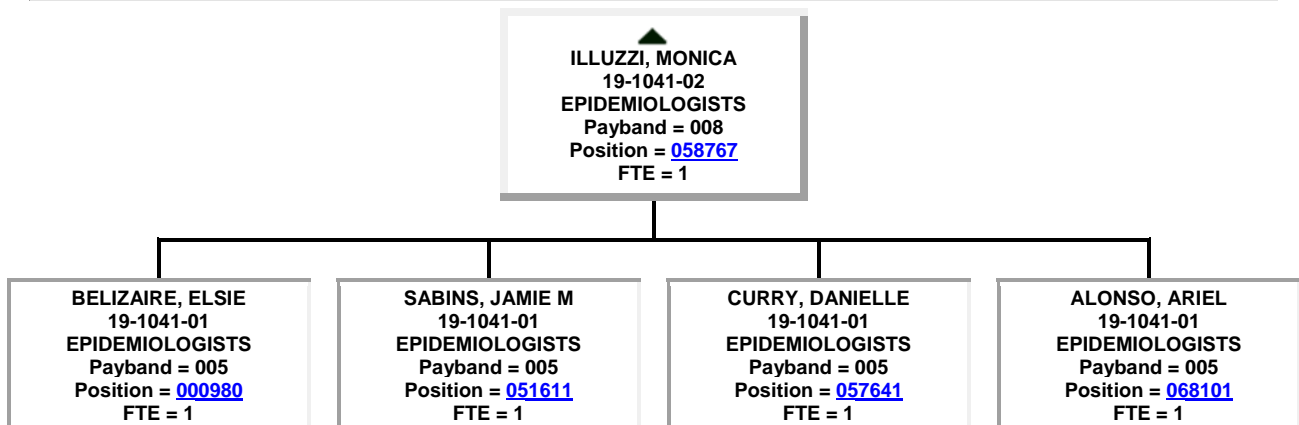 ILLUZZI, MONICA
19-1041-02
EPIDEMIOLOGISTS
Payband = 008
Position = 058767
FTE = 1
BELIZAIRE, ELSIE
19-1041-01
EPIDEMIOLOGISTS
Payband = 005
Position = 000980
FTE = 1
SABINS, JAMIE M
19-1041-01
EPIDEMIOLOGISTS
Payband = 005
Position = 051611
FTE = 1
CURRY, DANIELLE
19-1041-01
EPIDEMIOLOGISTS
Payband = 005
Position = 057641
FTE = 1
ALONSO, ARIEL
19-1041-01
EPIDEMIOLOGISTS
Payband = 005
Position = 068101
FTE = 1